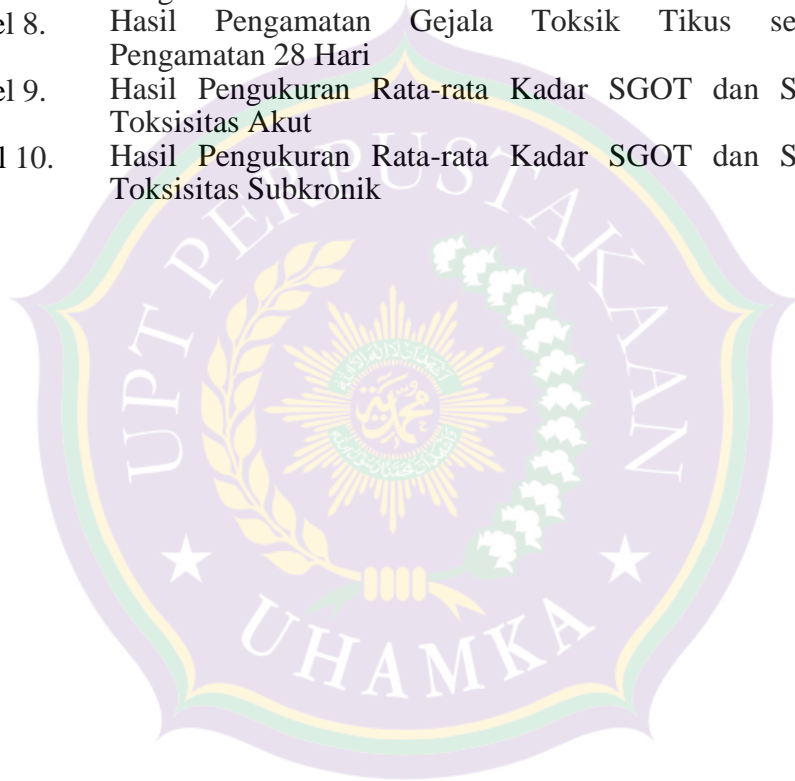 el 8. Hasil Pengamatan Gejala Toksik Tikus se
Pengamatan 28 Hari
el 9. Hasil Pengukuran Rata-rata Kadar SGOT dan S
Toksisitas Akut
l 10. Hasil Pengukuran Rata-rata Kadar SGOT dan S
Toksisitas Subkronik
UPT PERPUSTAKAAN
UHAMKA